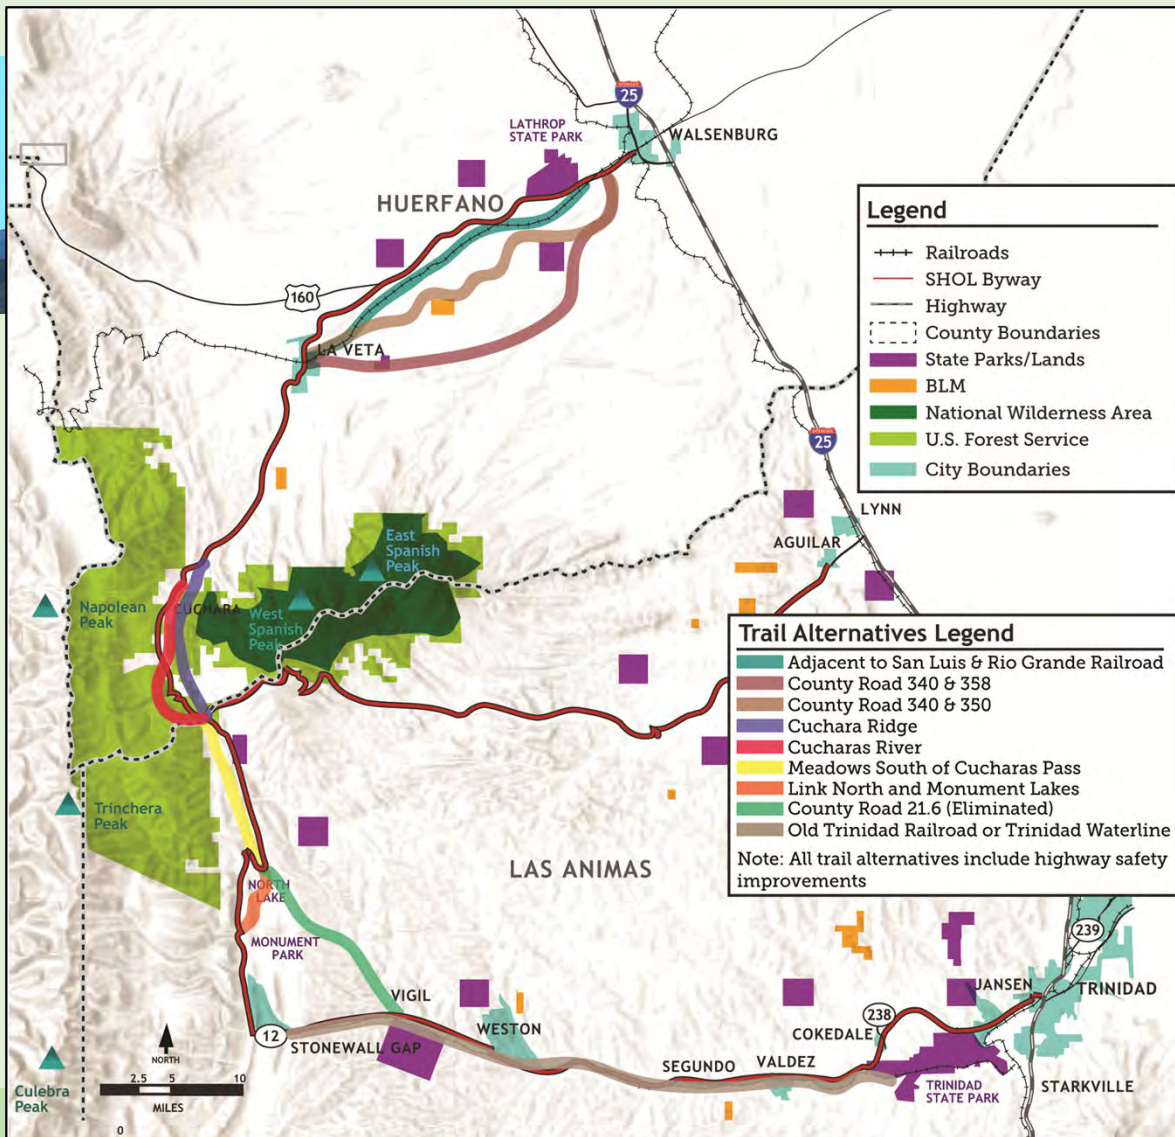 25
LATHROP
STATE PARK
WALSENBURG
HUERFANO
160
LA VETA
Legend
Railroads
SHOL Byway
Highway
County Boundaries
State Parks/Lands
BLM
National Wilderness Area
U.S. Forest Service
City Boundaries
25
LYNN
AGUILAR
East
Spanish
Peak
Napolean
Peak
CUCHARA
West
Spanish
Peak
Trail Alternatives Legend
Adjacent to San Luis & Rio Grande Railroad
County Road 340 & 358
County Road 340 & 350
Cuchara Ridge
Cucharas River
Meadows South of Cucharas Pass
Link North and Monument Lakes
County Road 21.6 (Eliminated)
Old Trinidad Railroad or Trinidad Waterline
Note: All trail alternatives include highway safety
improvements
Trinchera
Peak
LAS ANIMAS
NORTH
LAKE
MONUMENT
PARK
239
VIGIL
JANSEN
TRINIDAD
238
12
STONEWALL GAP
WESTON
COKEDALE
SEGUNDO
VALDEZ
TRINIDAD
STATE PARK
STARKVILLE
NORTH
2.5
5
10
MILES
0
Culebra
Peak